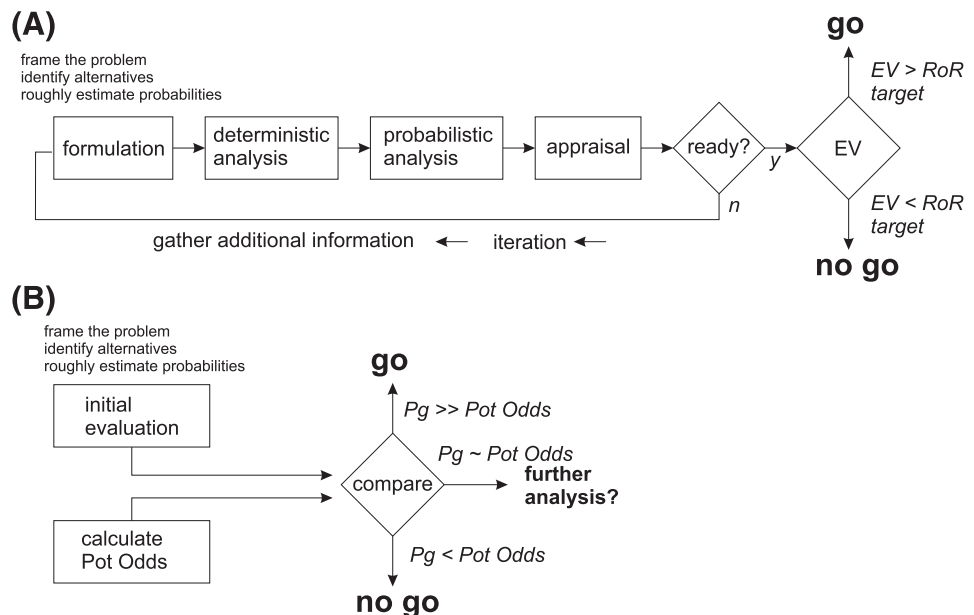 (A)
frame the problem
identify alternatives
roughly estimate probabilities
formulation
deterministic
analysis
probabilistic
analysis
appraisal
ready?
y
n
EV
go
EV > RoR
target
EV < RoR
target
no go
gather additional information
iteration
(B)
frame the problem
identify alternatives
roughly estimate probabilities
initial
evaluation
calculate
Pot Odds
compare
go
Pg >> Pot Odds
Pg ~ Pot Odds
further
analysis?
Pg < Pot Odds
no go